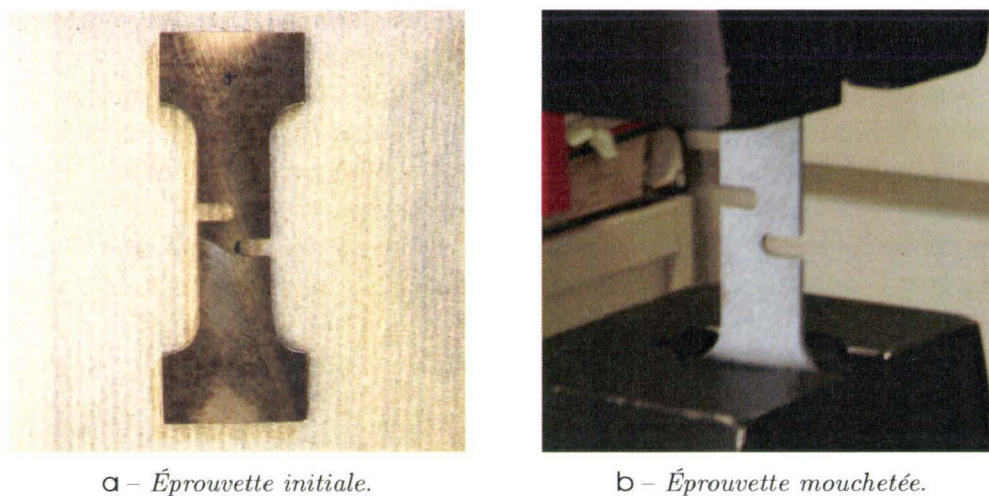 a – Éprouvette initiale.
b – Éprouvette mouchetée.